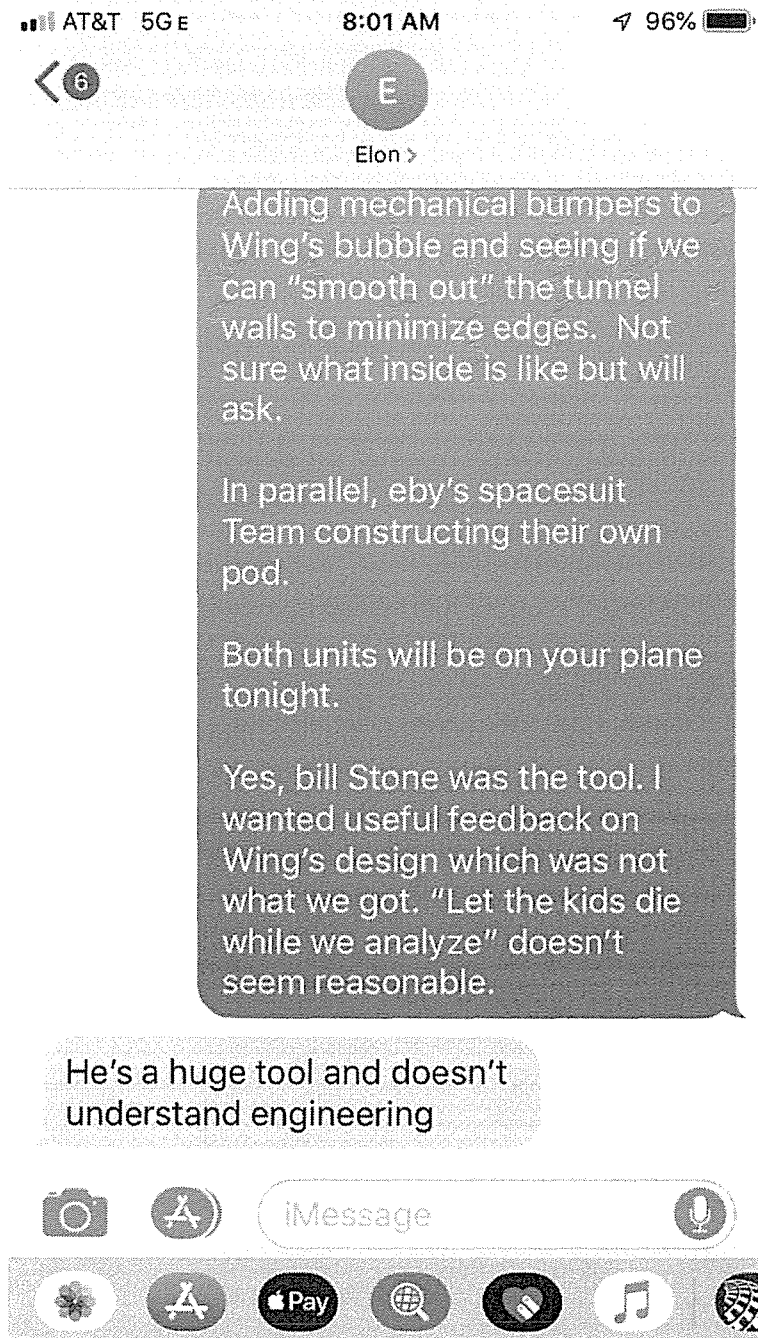 AT&T 5GE 8:01 AM 96%
6
E
Elon >
Adding mechanical bumpers to
Wing's bubble and seeing if we
can "smooth out" the tunnel
walls to minimize edges. Not
sure what inside is like but will
ask.
In parallel, eby's spacesuit
Team constructing their own
pod.
Both units will be on your plane
tonight.
Yes, bill Stone was the tool. I
wanted useful feedback on
Wing's design which was not
what we got. "Let the kids die
while we analyze" doesn't
seem reasonable.
He's a huge tool and doesn't
understand engineering
iMessage
Pay